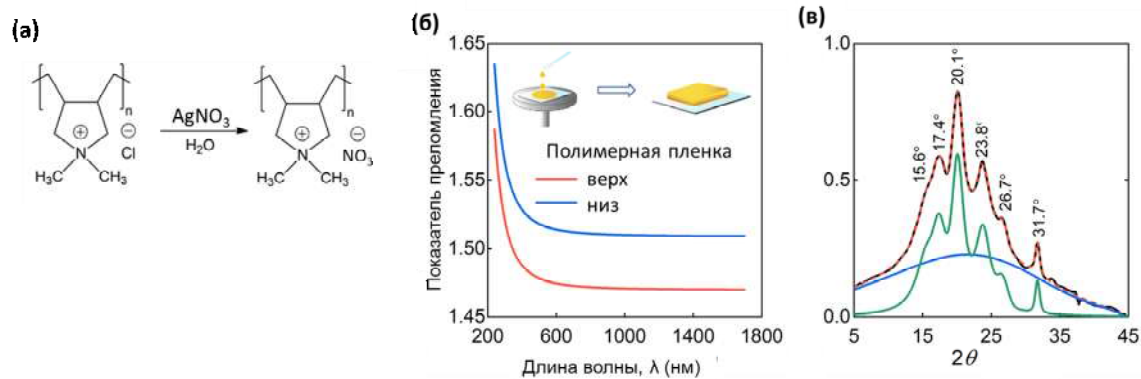 (а)
n
Cl
H₃C
CH₃
AgNO₃
H₂O
n
NO₃
H₃C
CH₃
(б)
Показатель преломления
1.65
1.60
1.55
1.50
1.45
Полимерная пленка
верх
низ
200
600
1000
1400
1800
Длина волны, λ (нм)
(в)
1.0
0.5
0.0
15.6°
17.4°
20.1°
23.8°
26.7°
31.7°
5
15
25
35
45
2θ